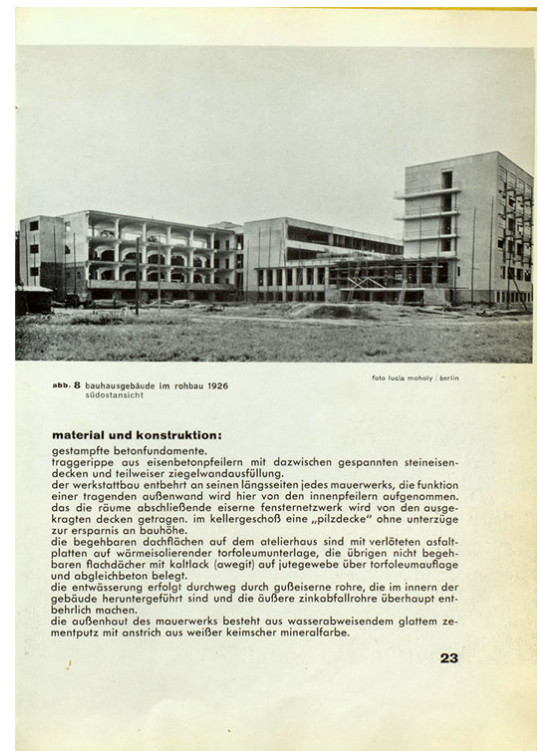 abb. 8 bauhausgebäude im rohbau 1926
südostansicht
foto lucia moholy : berlin
material und konstruktion:
gestampfte betonfundamente.
traggerippe aus eisenbetonpfeilern mit dazwischen gespannten steineisen-
decken und teilweiser ziegelwandausfüllung.
der werkstattbau entbehrt an seinen längsseiten jedes mauerwerks, die funktion
einer tragenden außenwand wird hier von den innenpfeilern aufgenommen.
das die räume abschließende eiserne fensternetzwerk wird von den ausge-
kragten decken getragen. im kellergeschoß eine „pilzdecke“ ohne unterzüge
zur ersparnis an bauhöhe.
die begehbaren dachflächen auf dem atelierhaus sind mit verlöteten asfalt-
platten auf wärmeisolierender torfoleumunterlage, die übrigen nicht begeh-
baren flachdächer mit kaltlack (awegit) auf jutegewebe über torfoleumauflage
und abgleichbeton belegt.
die entwässerung erfolgt durchweg durch gußeiserne rohre, die im innern der
gebäude heruntergeführt sind und die äußere zinkabfallrohre überhaupt ent-
behrlich machen.
die außenhaut des mauerwerks besteht aus wasserabweisendem glattem ze-
mentputz mit anstrich aus weißer keimscher mineralfarbe.
23